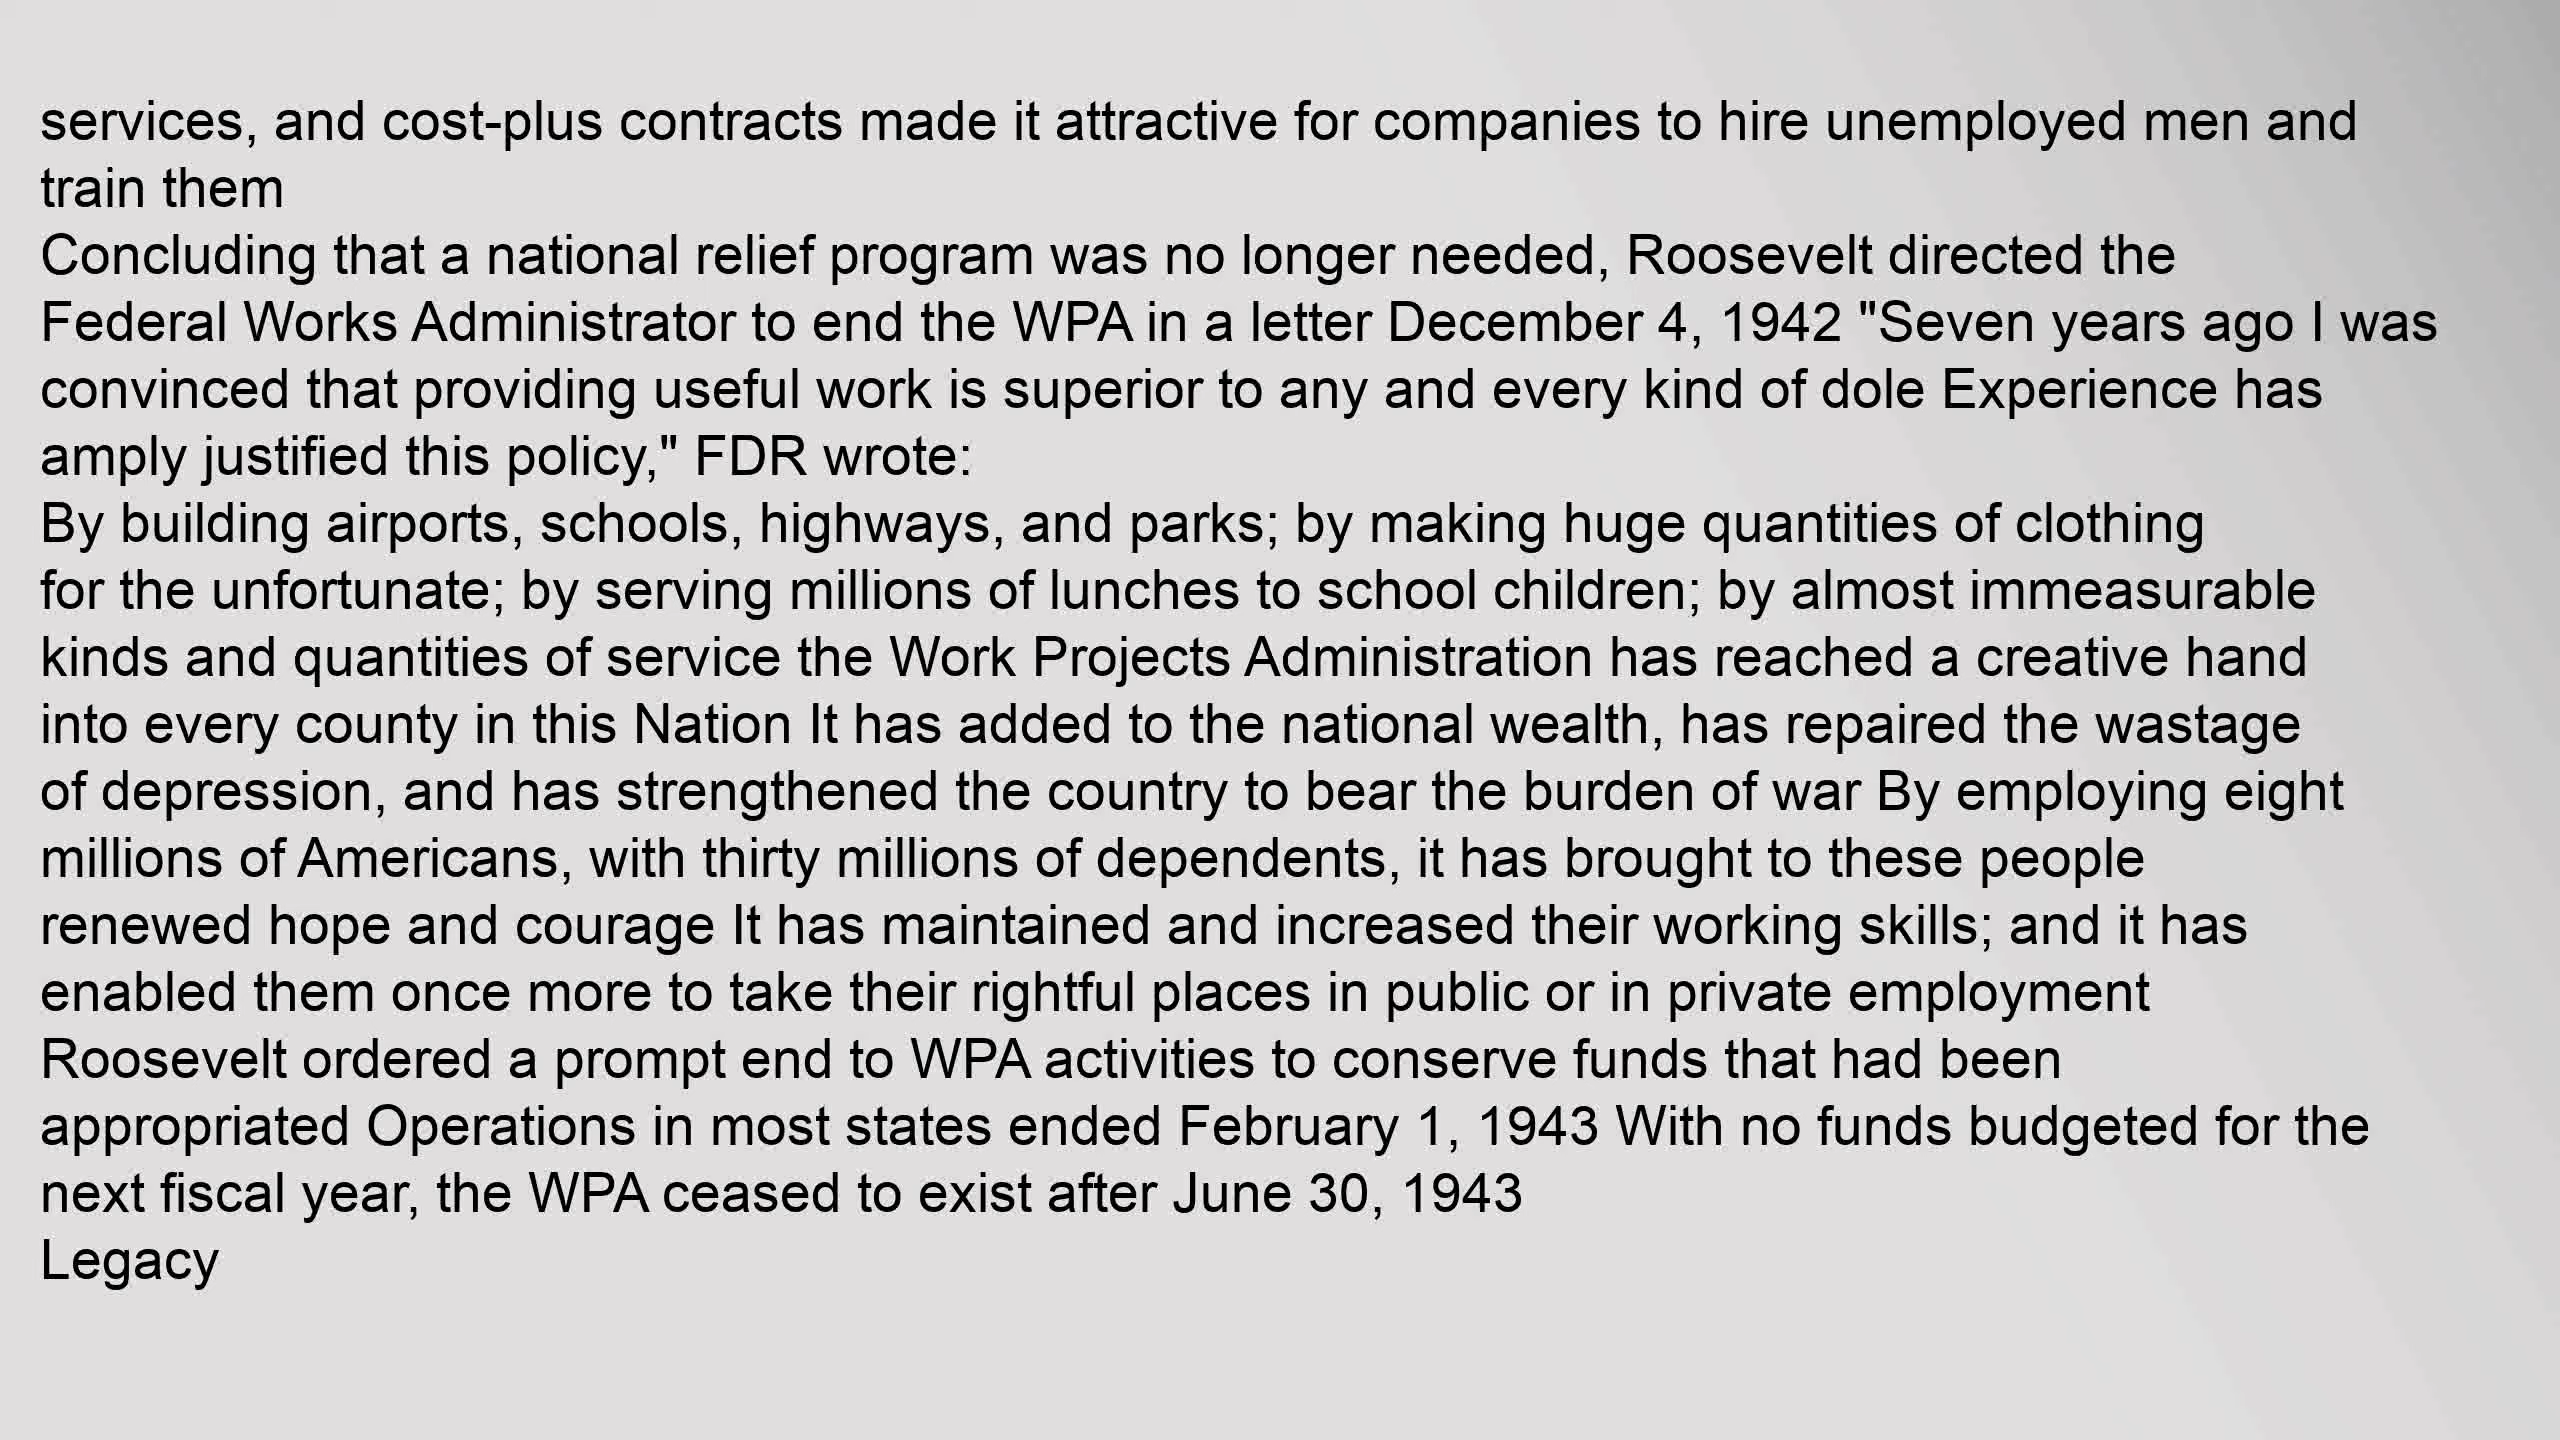 services, and cost-plus contracts made it attractive for companies to hire unemployed men and
train them
Concluding that a national relief program was no longer needed, Roosevelt directed the
Federal Works Administrator to end the WPA in a letter December 4, 1942 "Seven years ago I was
convinced that providing useful work is superior to any and every kind of dole Experience has
amply justified this policy," FDR wrote:
By building airports, schools, highways, and parks; by making huge quantities of clothing
for the unfortunate; by serving millions of lunches to school children; by almost immeasurable
kinds and quantities of service the Work Projects Administration has reached a creative hand
into every county in this Nation It has added to the national wealth, has repaired the wastage
of depression, and has strengthened the country to bear the burden of war By employing eight
millions of Americans, with thirty millions of dependents, it has brought to these people
renewed hope and courage It has maintained and increased their working skills; and it has
enabled them once more to take their rightful places in public or in private employment
Roosevelt ordered a prompt end to WPA activities to conserve funds that had been
appropriated Operations in most states ended February 1, 1943 With no funds budgeted for the
next fiscal year, the WPA ceased to exist after June 30, 1943
Legacy